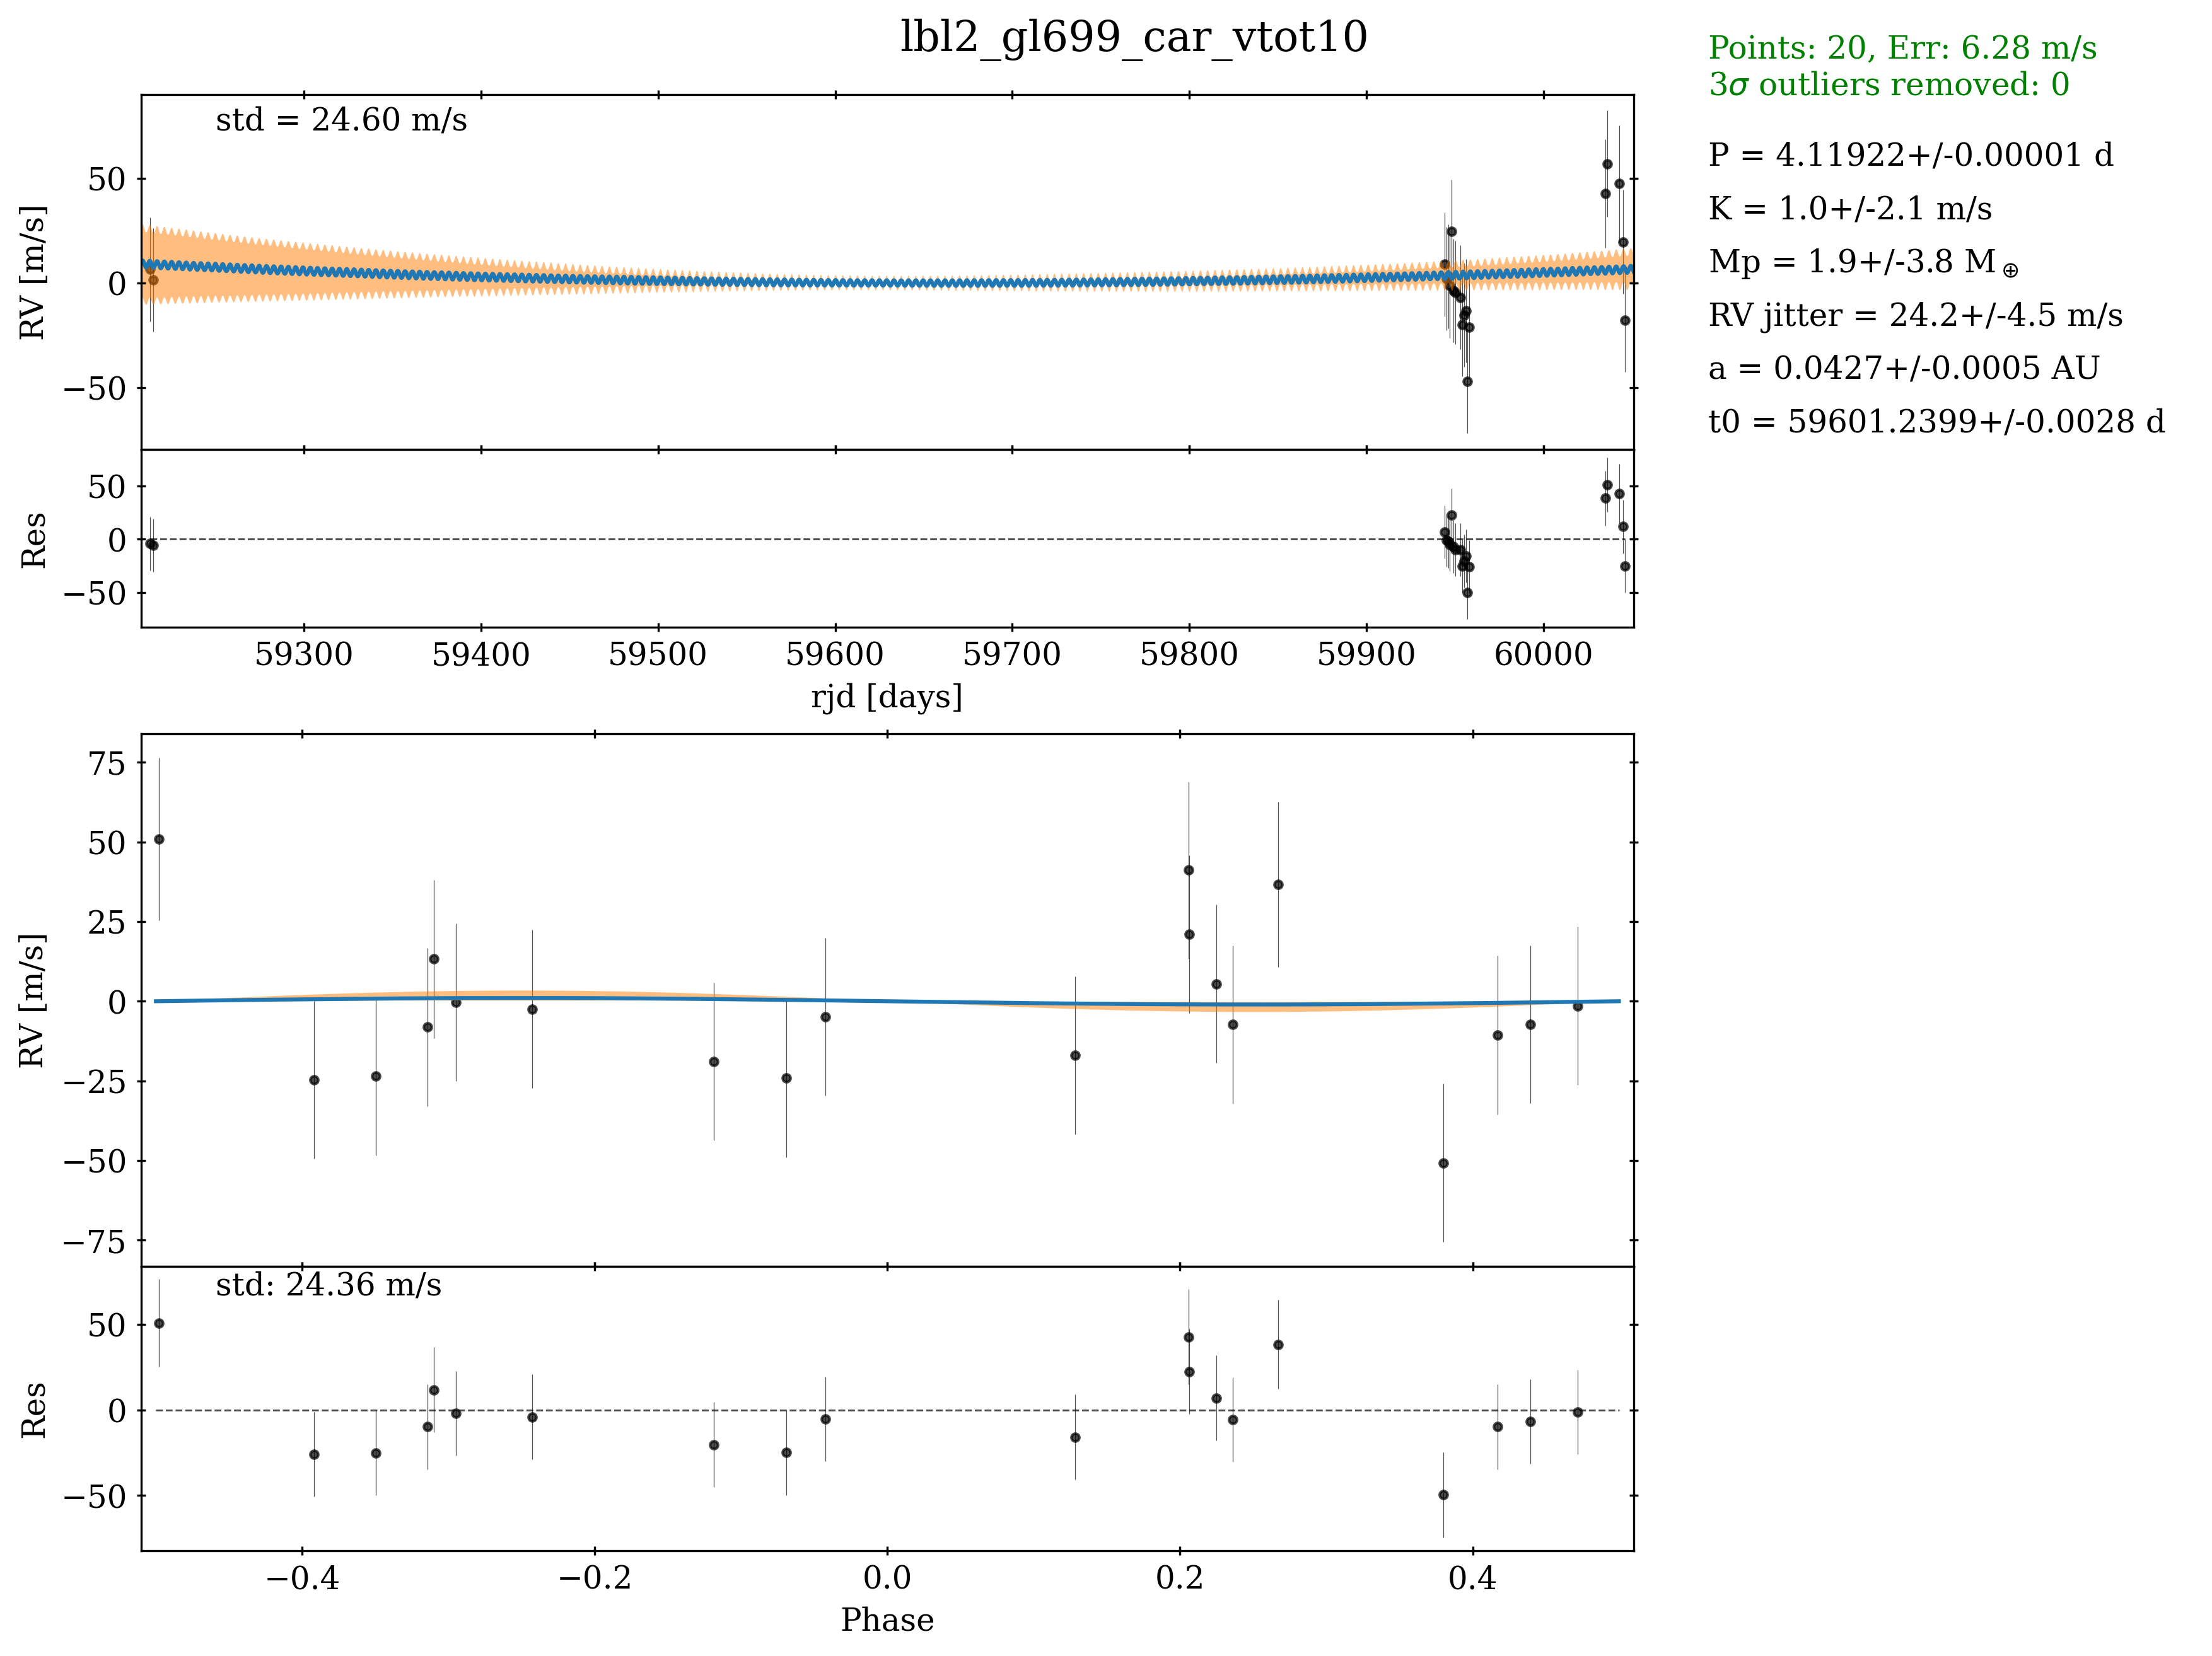 lbl2_gl699_car_vtot10
Points: 20, Err: 6.28 m/s
3σ outliers removed: 0
P = 4.11922+/-0.00001 d
K = 1.0+/-2.1 m/s
Mp = 1.9+/-3.8 M⊕
RV jitter = 24.2+/-4.5 m/s
a = 0.0427+/-0.0005 AU
t0 = 59601.2399+/-0.0028 d
std = 24.60 m/s
RV [m/s]
50
0
−50
Res
50
0
−50
59300 59400 59500 59600 59700 59800 59900 60000
rjd [days]
RV [m/s]
75
50
25
0
−25
−50
−75
std: 24.36 m/s
Res
50
0
−50
−0.4 −0.2 0.0 0.2 0.4
Phase